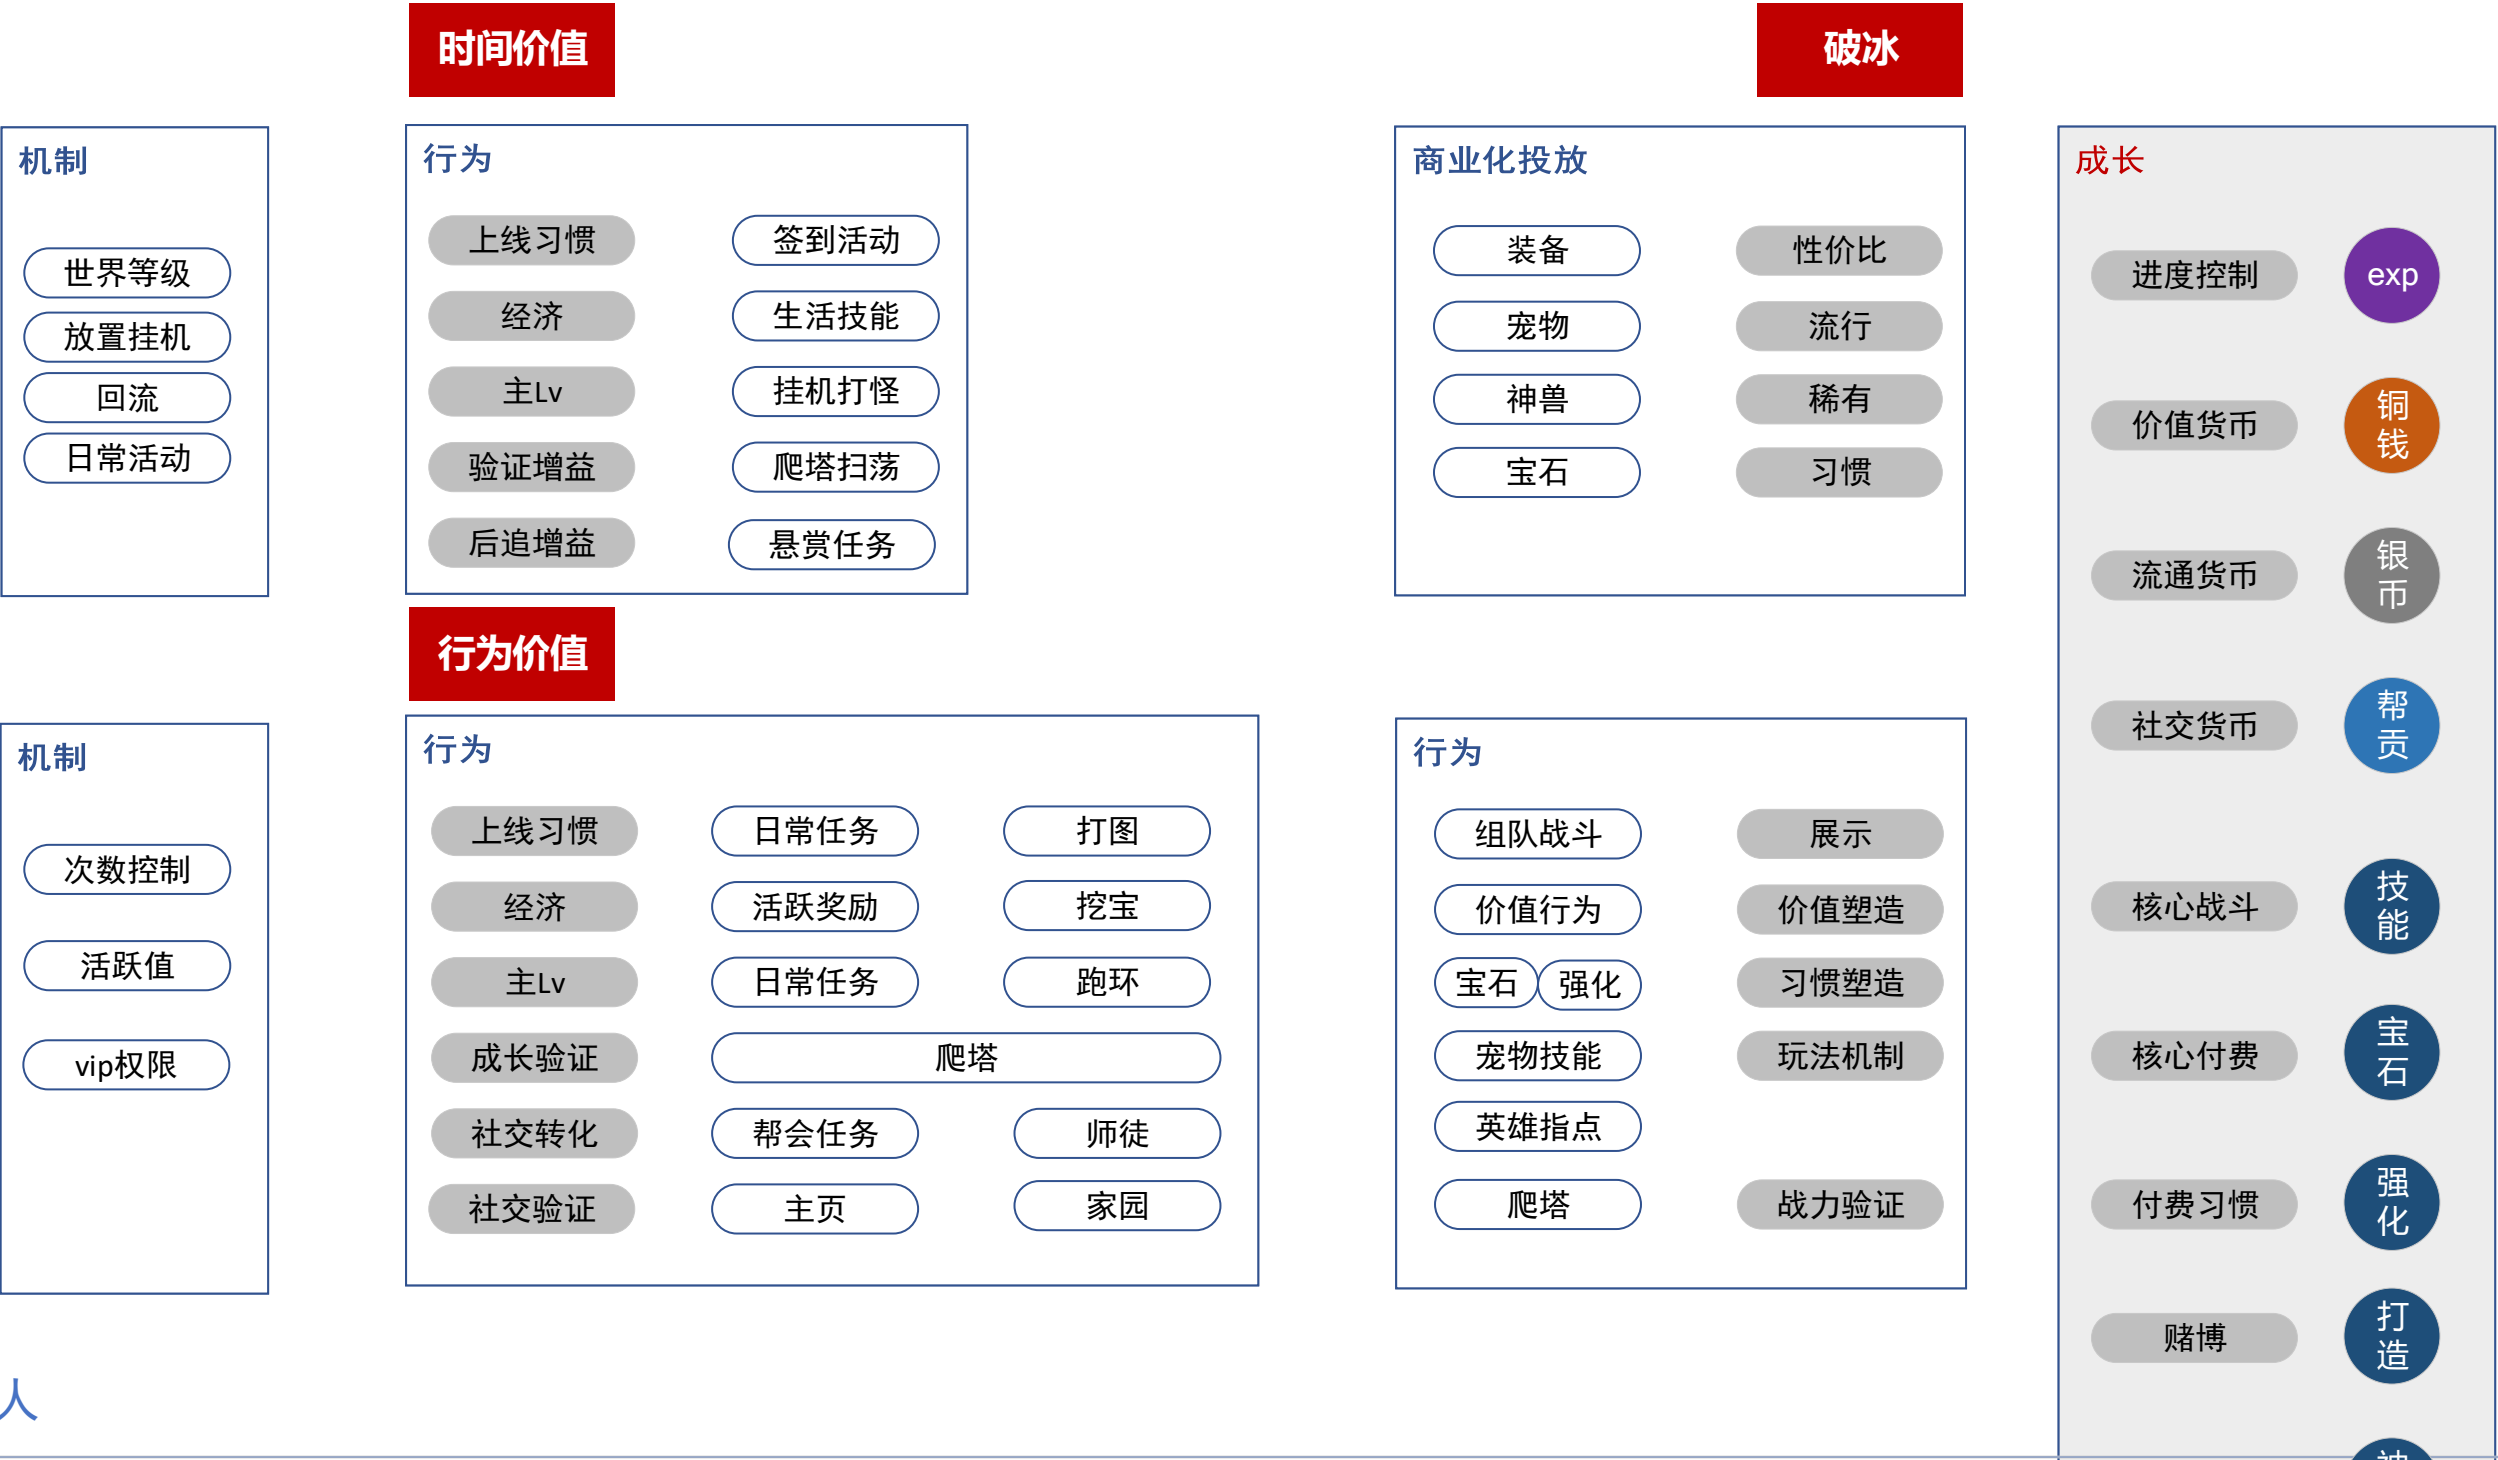 时间价值
破冰
机制
世界等级
放置挂机
回流
日常活动
行为
上线习惯
签到活动
经济
生活技能
主Lv
挂机打怪
验证增益
爬塔扫荡
后追增益
悬赏任务
商业化投放
装备
性价比
宠物
流行
神兽
稀有
宝石
习惯
行为价值
机制
次数控制
活跃值
vip权限
行为
上线习惯
日常任务
打图
经济
活跃奖励
挖宝
主Lv
日常任务
跑环
成长验证
爬塔
社交转化
帮会任务
师徒
社交验证
主页
家园
行为
组队战斗
展示
价值行为
价值塑造
宝石
强化
习惯塑造
宠物技能
玩法机制
英雄指点
爬塔
战力验证
成长
进度控制
exp
价值货币
铜
钱
流通货币
银
币
社交货币
帮
贡
核心战斗
技
能
核心付费
宝
石
付费习惯
强
化
赌博
打
造
人